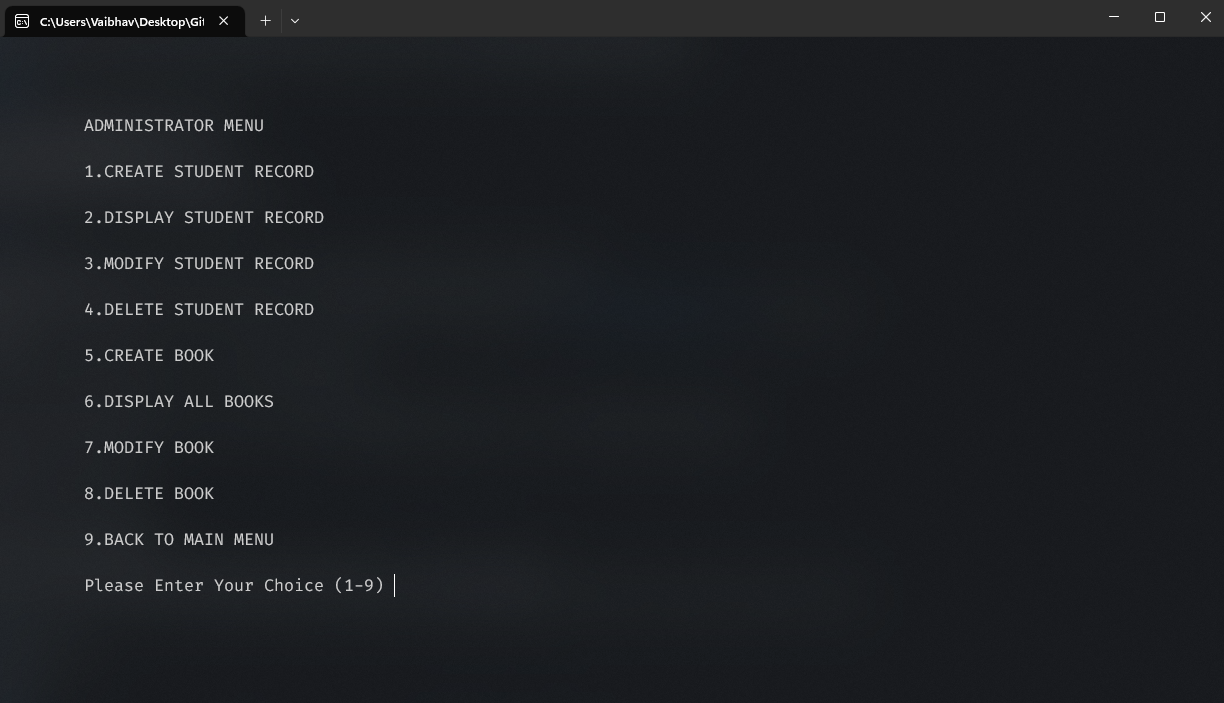 C:\Users\Vaibhav\Desktop\Git
ADMINISTRATOR MENU
1.CREATE STUDENT RECORD
2.DISPLAY STUDENT RECORD
3.MODIFY STUDENT RECORD
4.DELETE STUDENT RECORD
5.CREATE BOOK
6.DISPLAY ALL BOOKS
7.MODIFY BOOK
8.DELETE BOOK
9.BACK TO MAIN MENU
Please Enter Your Choice (1-9)